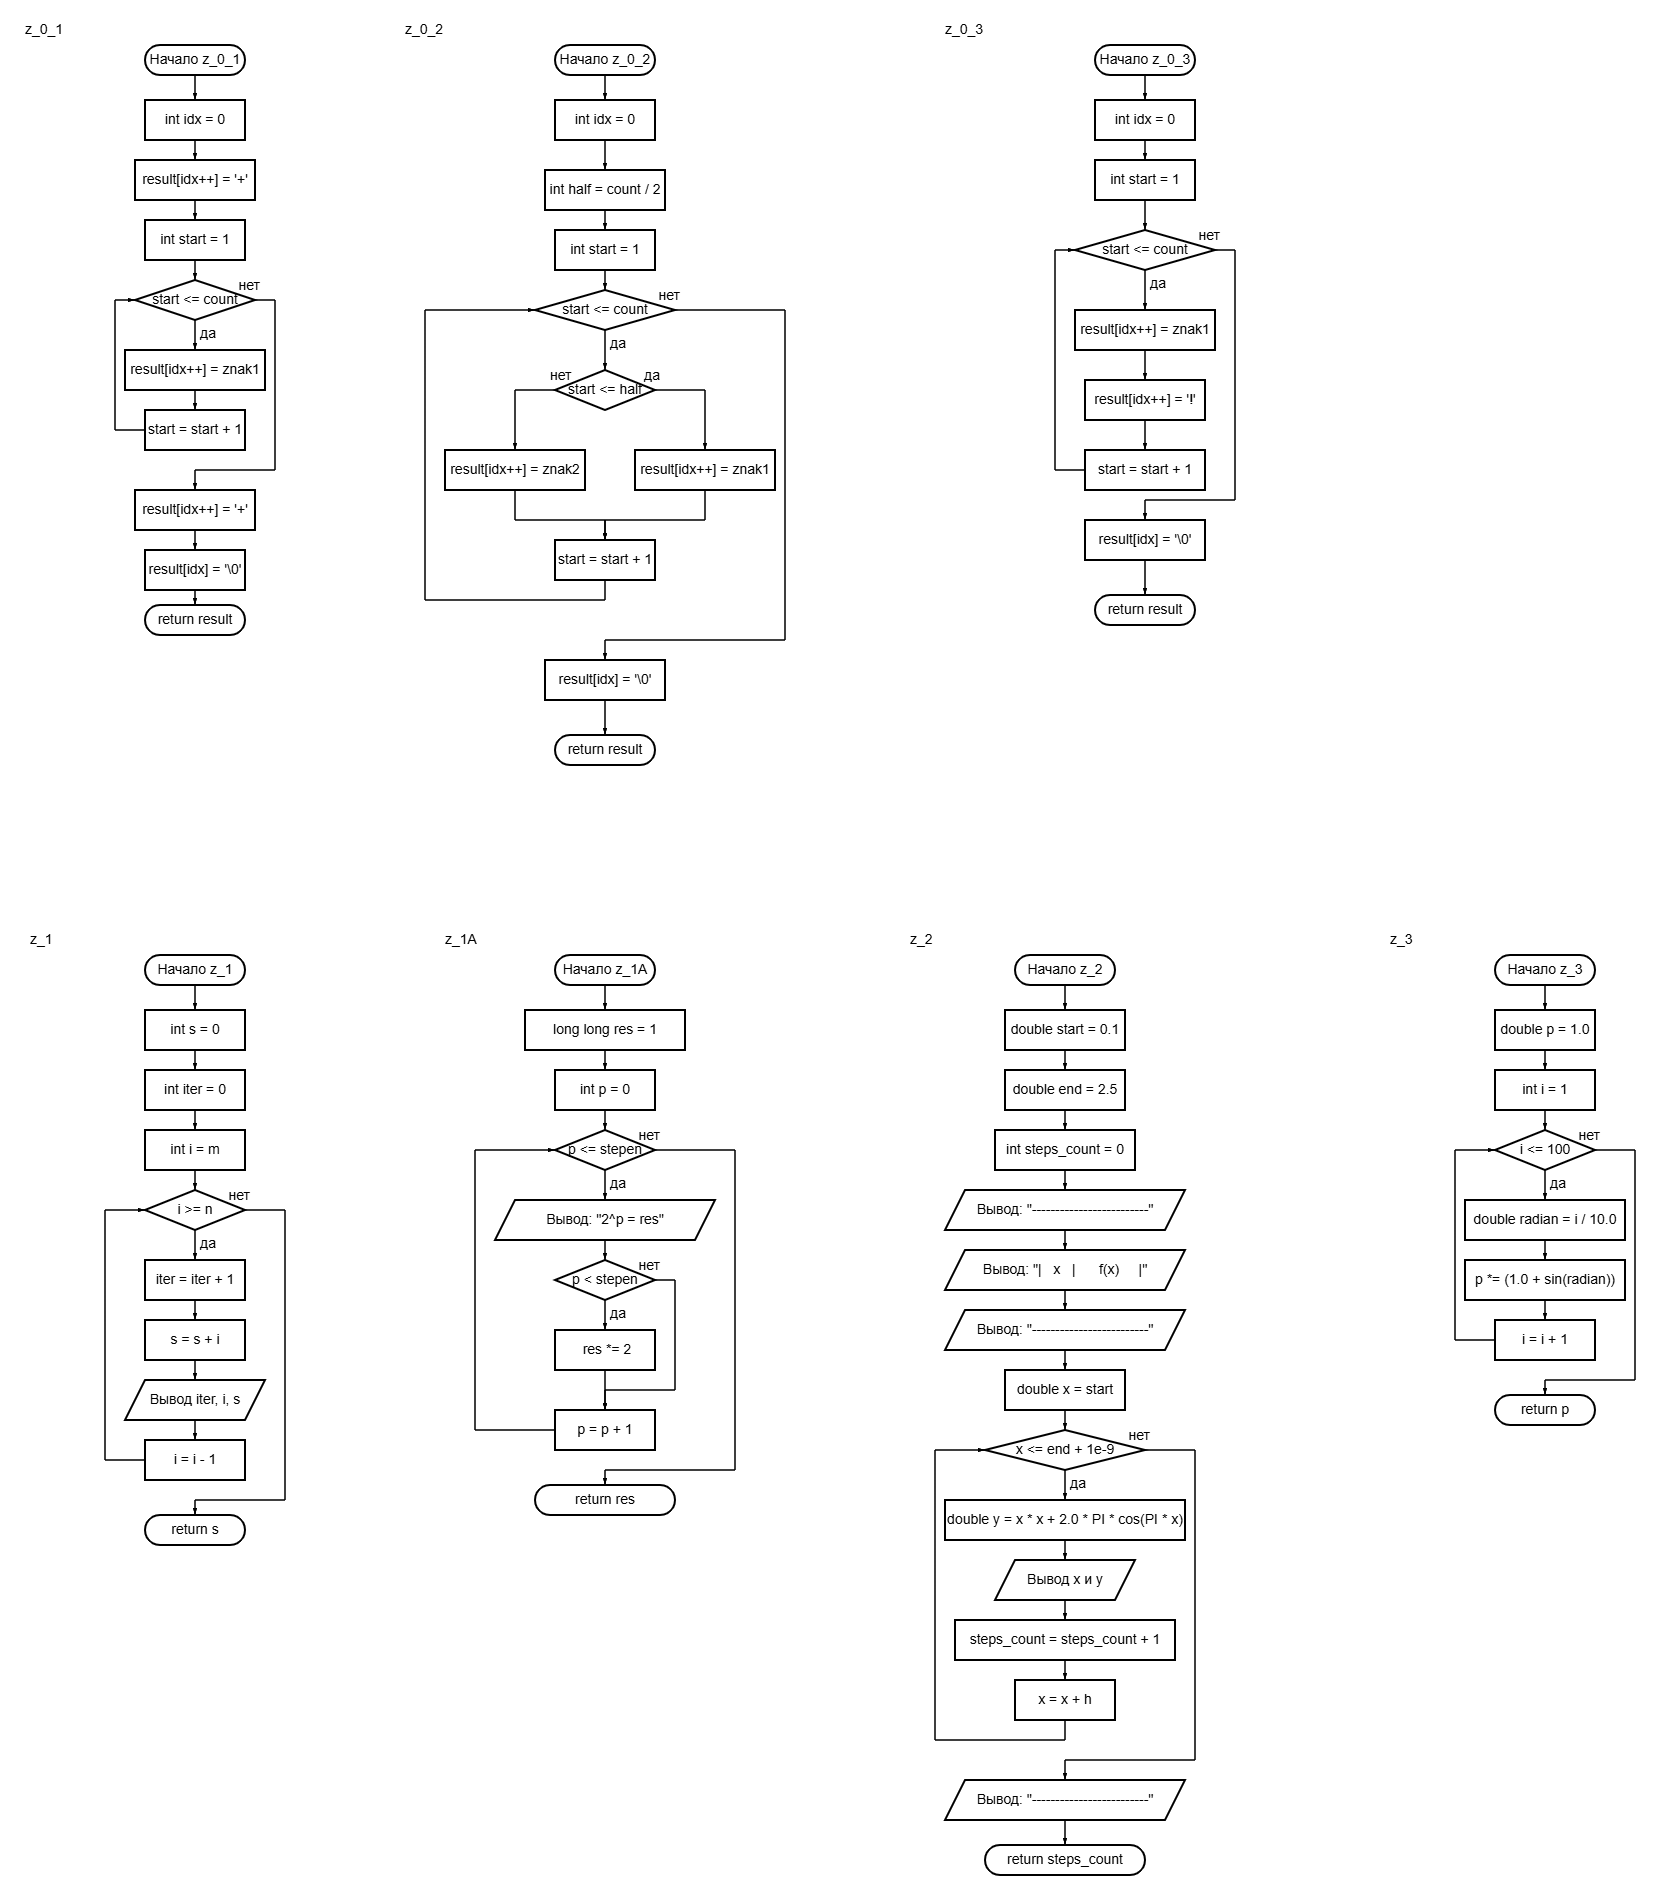 z_0_1
Начало z_0_1
int idx = 0
result[idx++] = '+'
int start = 1
start <= count
нет
да
result[idx++] = znak1
start = start + 1
result[idx++] = '+'
result[idx] = '\0'
return result
z_0_2
Начало z_0_2
int idx = 0
int half = count / 2
int start = 1
start <= count
нет
да
start <= half
нет
да
result[idx++] = znak2
result[idx++] = znak1
start = start + 1
result[idx] = '\0'
return result
z_0_3
Начало z_0_3
int idx = 0
int start = 1
start <= count
нет
да
result[idx++] = znak1
result[idx++] = '!'
start = start + 1
result[idx] = '\0'
return result
z_1
Начало z_1
int s = 0
int iter = 0
int i = m
i >= n
нет
да
iter = iter + 1
s = s + i
Вывод iter, i, s
i = i - 1
return s
z_1A
Начало z_1A
long long res = 1
int p = 0
p <= stepen
нет
да
Вывод: "2^p = res"
p < stepen
нет
да
res *= 2
p = p + 1
return res
z_2
Начало z_2
double start = 0.1
double end = 2.5
int steps_count = 0
Вывод: "-------------------------"
Вывод: "|   x   |      f(x)     |"
Вывод: "-------------------------"
double x = start
x <= end + 1e-9
нет
да
double y = x * x + 2.0 * PI * cos(PI * x)
Вывод x и y
steps_count = steps_count + 1
x = x + h
Вывод: "-------------------------"
return steps_count
z_3
Начало z_3
double p = 1.0
int i = 1
i <= 100
нет
да
double radian = i / 10.0
p *= (1.0 + sin(radian))
i = i + 1
return p